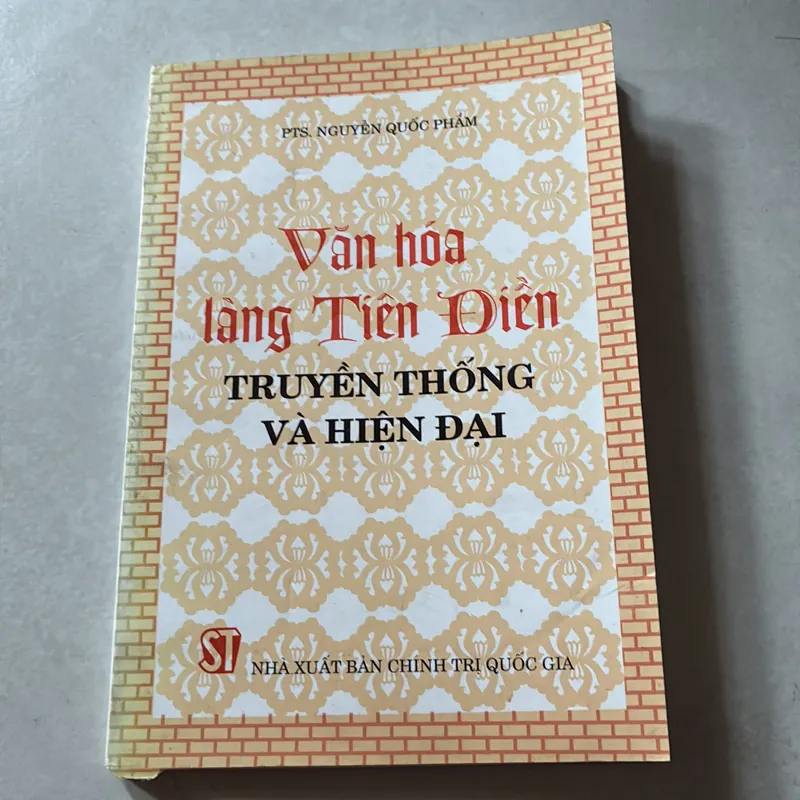 PTS. NGUYỄN QUỐC PHẨM
Văn hóa
làng Tiên Điền
TRUYỀN THỐNG
VÀ HIỆN ĐẠI
ST
NHÀ XUẤT BẢN CHÍNH TRỊ QUỐC GIA